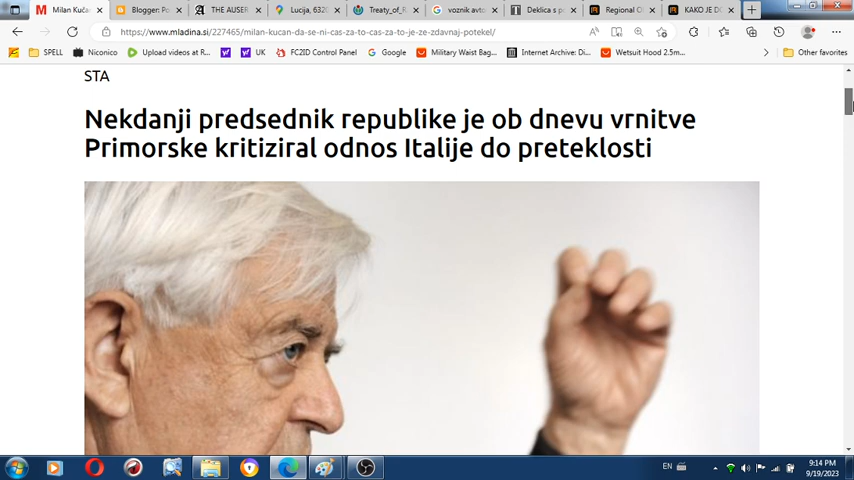 Milan Kuča
Blogger: Po
THE AUSER
Lucija, 6320
Treaty_of_R
voznik avto
Deklica s p
Regional O
KAKO JE DO
https://www.mladina.si/227465/milan-kucan-da-se-ni-cas-za-to-cas-za-to-je-ze-zdavnaj-potekel/
SPELL
Niconico
Upload videos at R...
UK
FC2ID Control Panel
Google
Military Waist Bag...
Internet Archive: Di...
Wetsuit Hood 2.5m...
Other favorites
STA
Nekdanji predsednik republike je ob dnevu vrnitve
Primorske kritiziral odnos Italije do preteklosti
EN
9:14 PM
9/19/2023